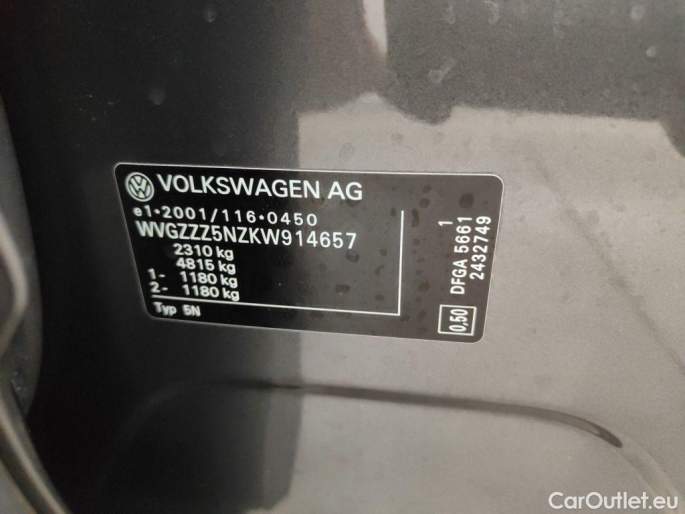 VOLKSWAGEN AG
e1*2001/116*0450
WVGZZZ5NZKW914657
2310 kg
4815 kg
1- 1180 kg
2- 1180 kg
Typ 5N
1
DFGA 5661
2432749
0,50
CarOutlet.eu